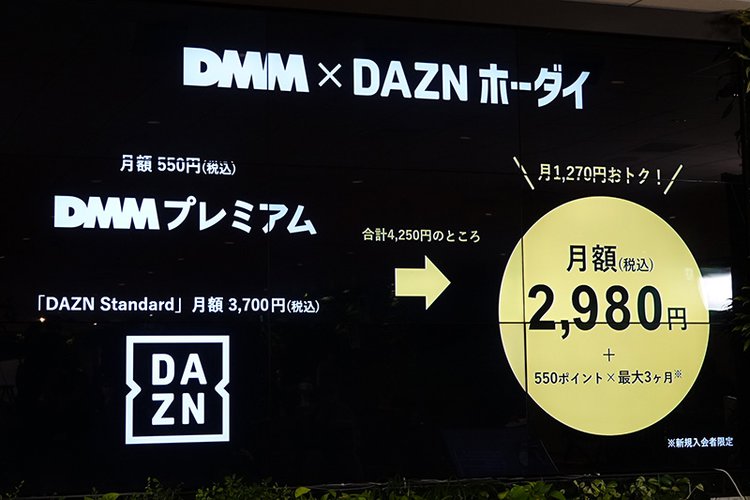 DMM×DAZN ホーダイ
月額 550円(税込)
DMMプレミアム
「DAZN Standard」月額 3,700円(税込)
DA
ZN
合計4,250円のところ
月1,270円おトク!
月額(税込)
2,980円
+
550ポイント×最大3ヶ月※
※新規入会者限定